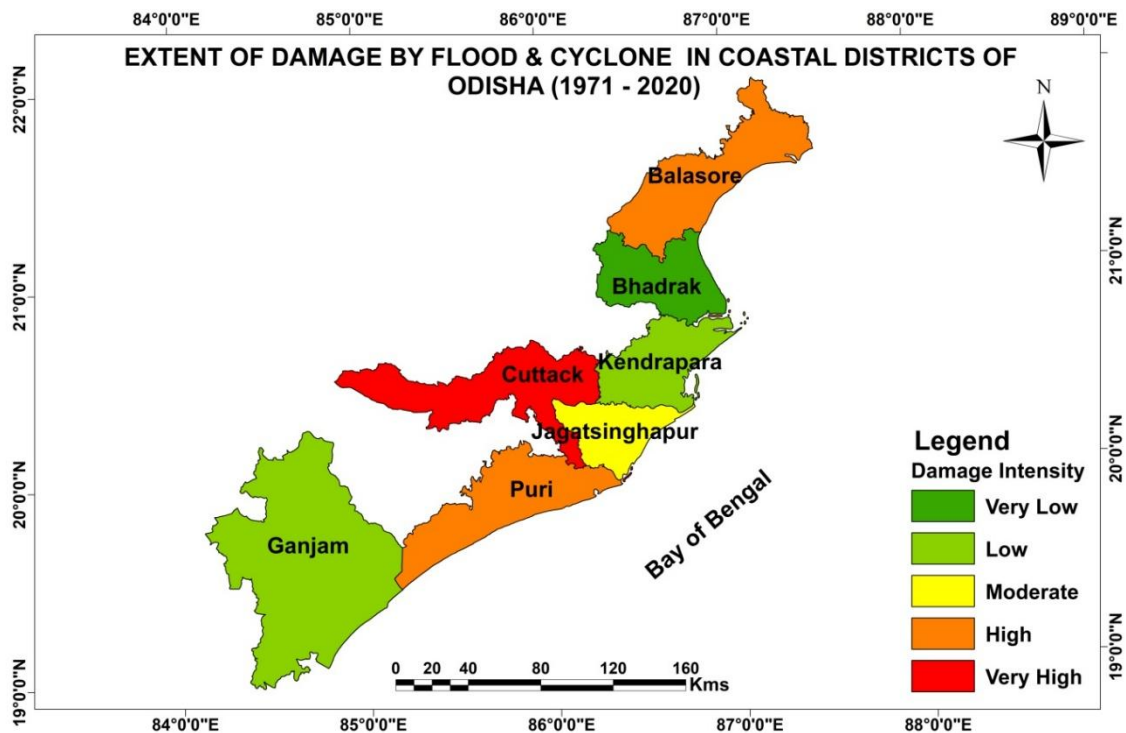 84°0'0"E 85°0'0"E 86°0'0"E 87°0'0"E 88°0'0"E 89°0'0"E
EXTENT OF DAMAGE BY FLOOD & CYCLONE IN COASTAL DISTRICTS OF
ODISHA (1971 - 2020)
N
22°0'0"N
Balasore
21°0'0"N
Bhadrak
21°0'0"N
Kendrapara
Cuttack
Jagatsinghapur
Legend
20°0'0"N
Damage Intensity
Puri
20°0'0"N
Very Low
Bay of Bengal
Ganjam
Low
Moderate
High
19°0'0"N
0 20 40 80 120 160
Kms
Very High
19°0'0"N
84°0'0"E 85°0'0"E 86°0'0"E 87°0'0"E 88°0'0"E